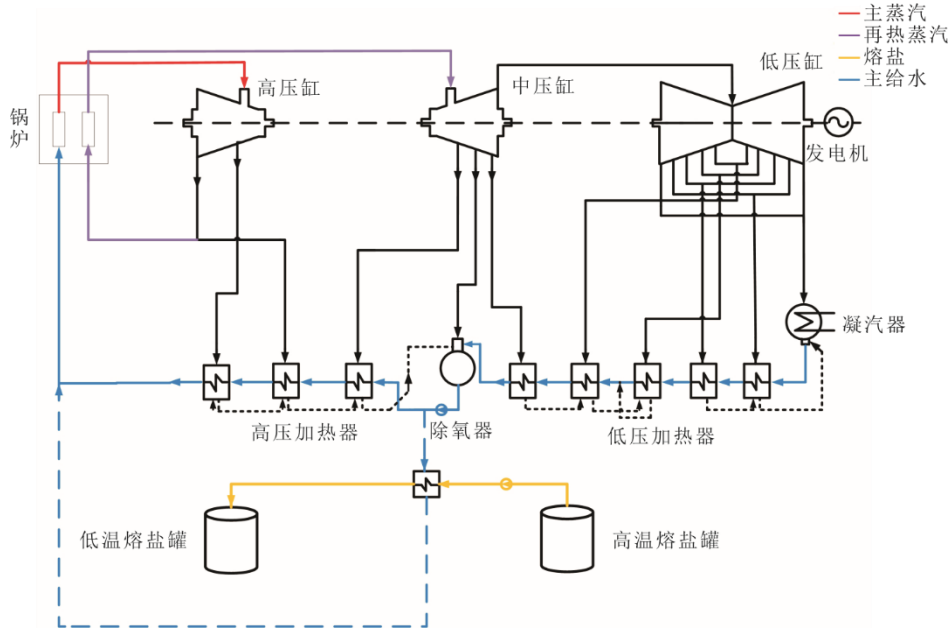 主蒸汽
再热蒸汽
熔盐
主给水
高压缸
中压缸
低压缸
锅炉
发电机
凝汽器
高压加热器
除氧器
低压加热器
低温熔盐罐
高温熔盐罐